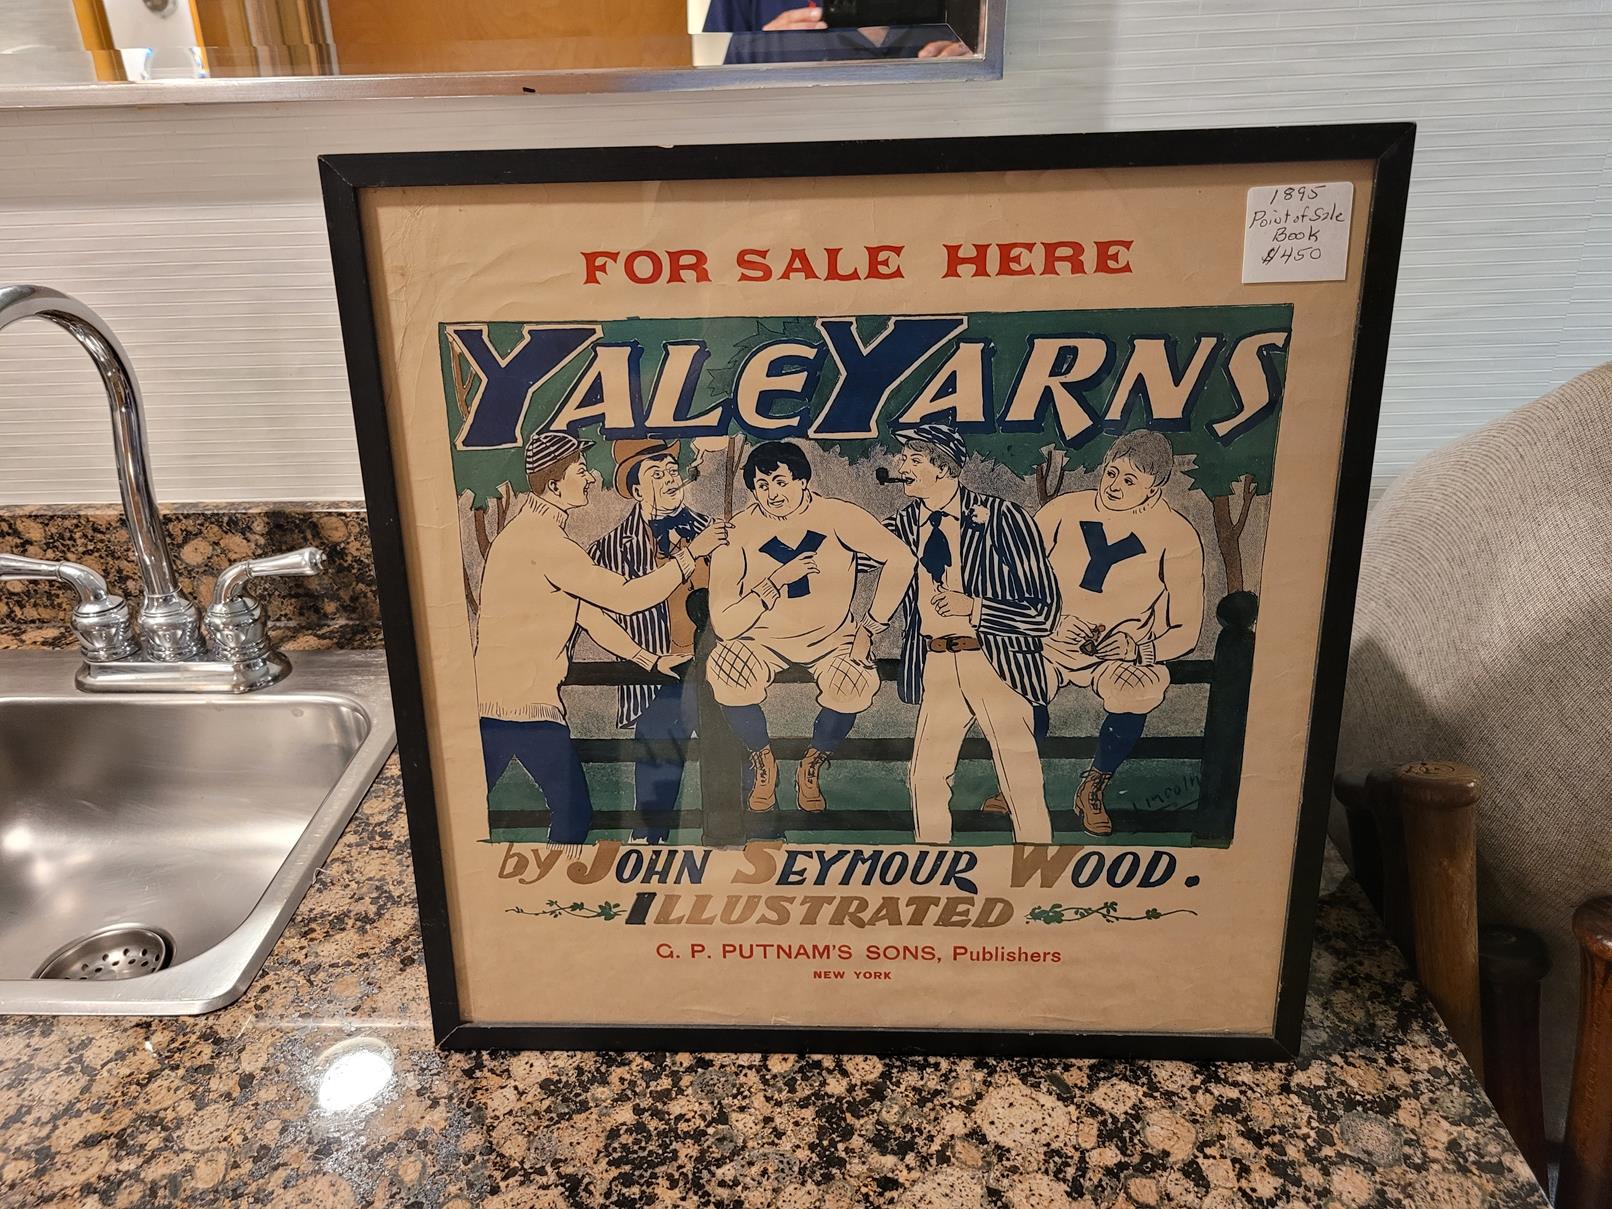 1895
Point of Sale
Book
$450
FOR SALE HERE
YALE YARNS
Y
Y
Lincoln
by JOHN SEYMOUR WOOD.
ILLUSTRATED
G. P. PUTNAM'S SONS, Publishers
NEW YORK